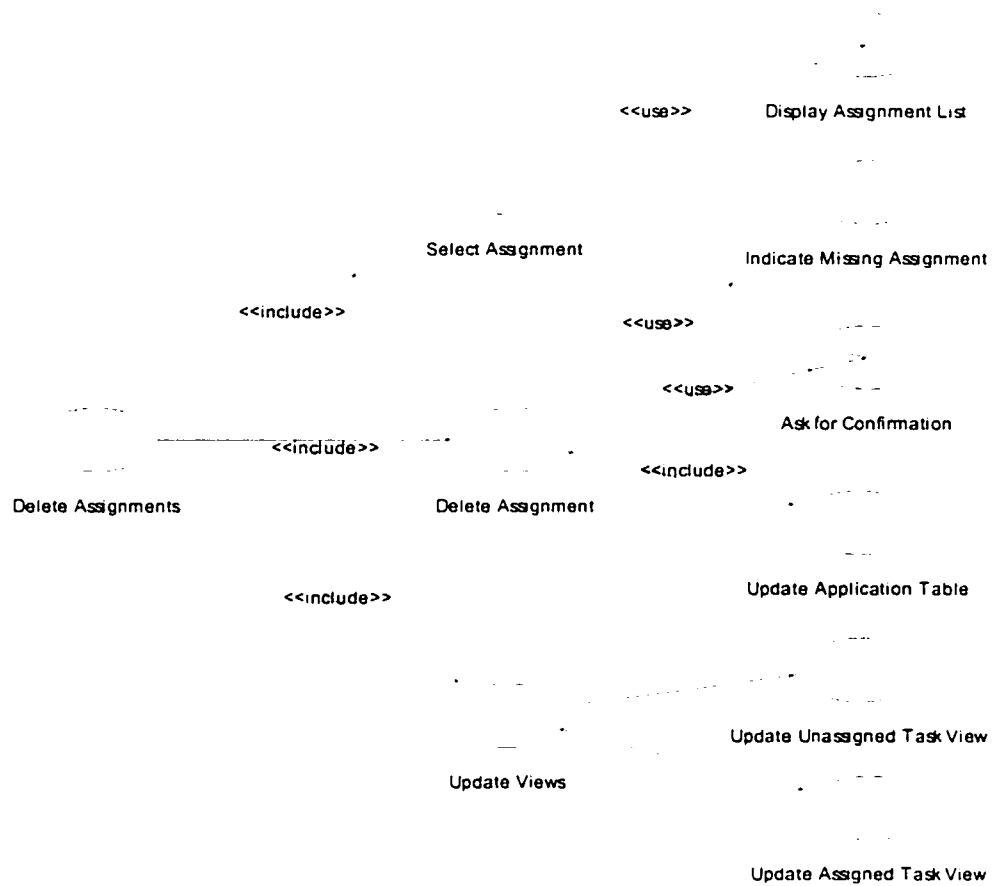 <<use>>
Display Assignment List
Select Assignment
Indicate Missing Assignment
<<include>>
<<use>>
<<use>>
Ask for Confirmation
<<include>>
<<include>>
Delete Assignments
Delete Assignment
<<include>>
Update Application Table
Update Unassigned Task View
Update Views
Update Assigned Task View